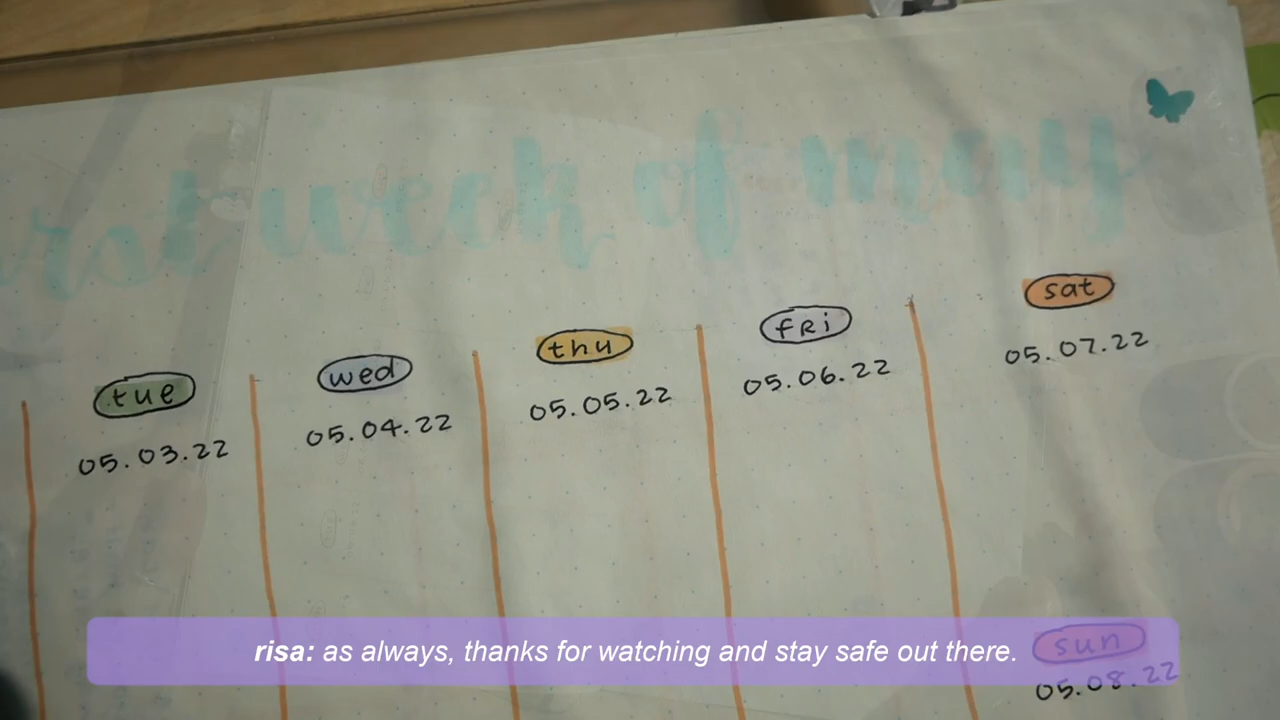 week of may
tue
05.03.22
wed
05.04.22
thu
05.05.22
fri
05.06.22
sat
05.07.22
risa: as always, thanks for watching and stay safe out there.
sun
05.08.22